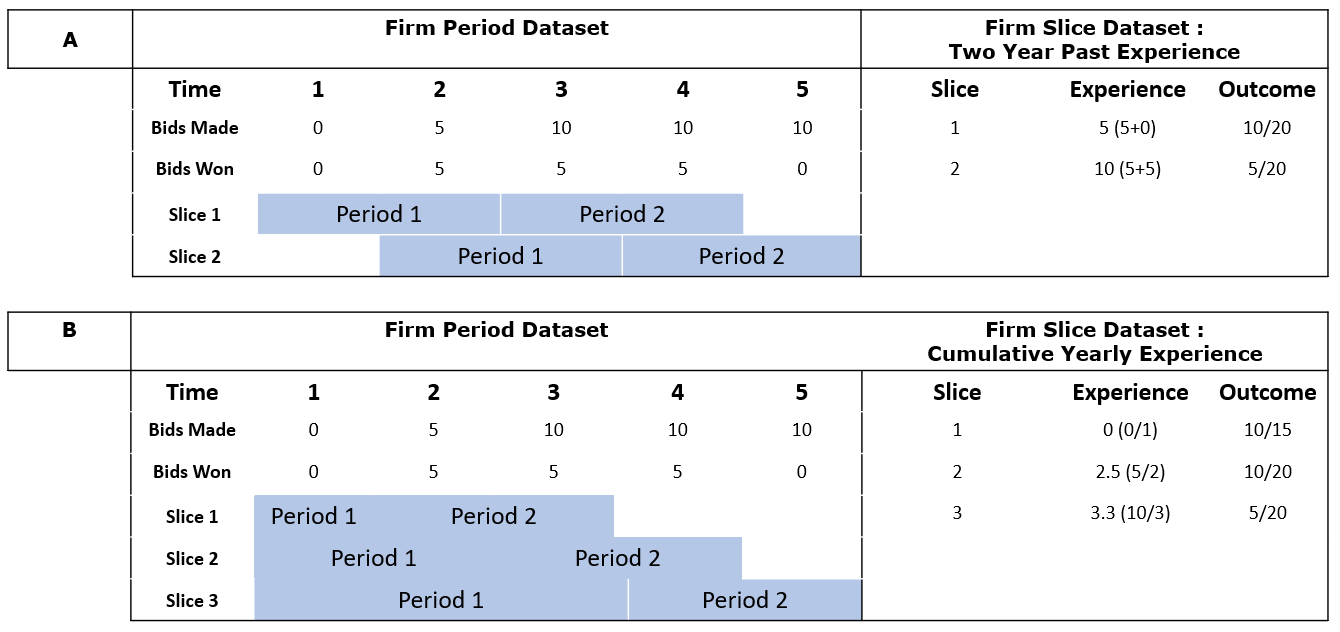 A
Firm Period Dataset
Firm Slice Dataset :
Two Year Past Experience
Time 1 2 3 4 5 Slice Experience Outcome
Bids Made 0 5 10 10 10 1 5 (5+0) 10/20
Bids Won 0 5 5 5 0 2 10 (5+5) 5/20
Slice 1 Period 1 Period 2
Slice 2 Period 1 Period 2
B
Firm Period Dataset
Firm Slice Dataset :
Cumulative Yearly Experience
Time 1 2 3 4 5 Slice Experience Outcome
Bids Made 0 5 10 10 10 1 0 (0/1) 10/15
Bids Won 0 5 5 5 0 2 2.5 (5/2) 10/20
Slice 1 Period 1 Period 2 3 3.3 (10/3) 5/20
Slice 2 Period 1 Period 2
Slice 3 Period 1 Period 2